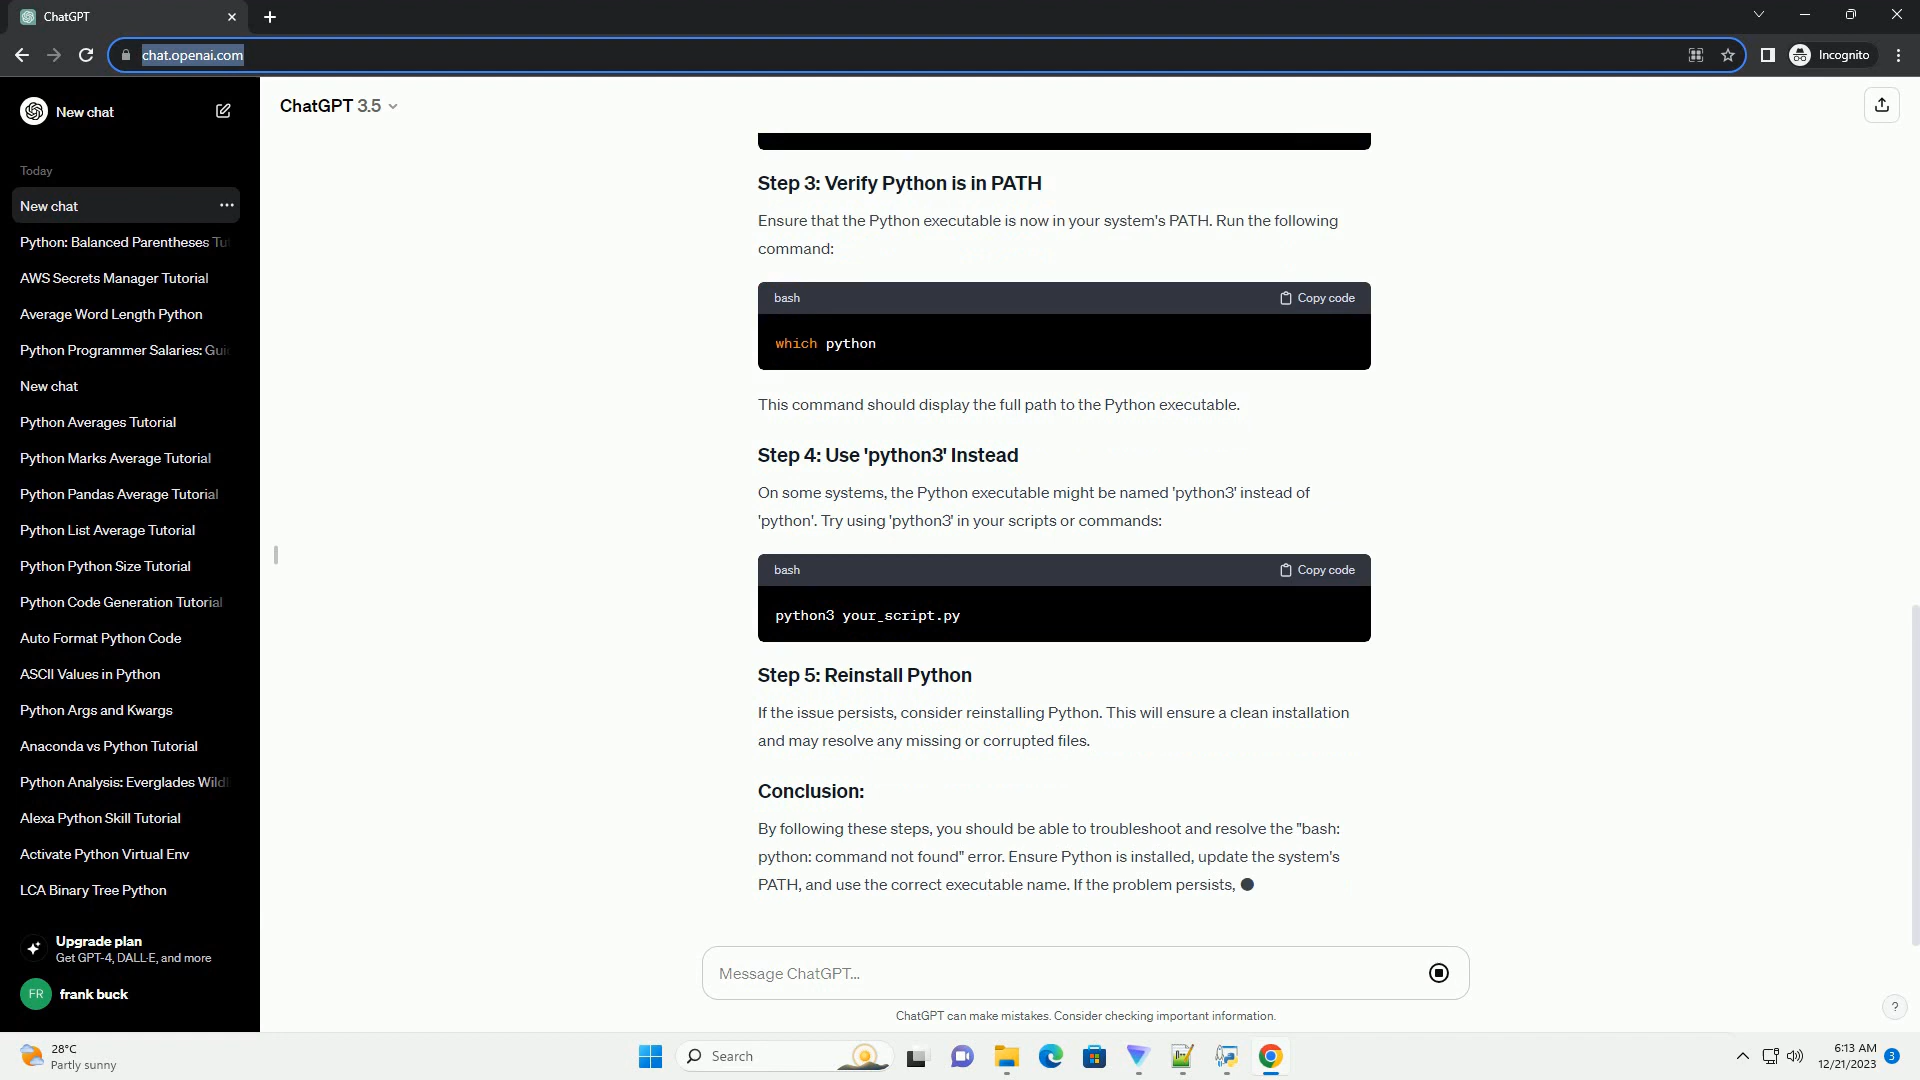 ChatGPT
chat.openai.com
Incognito
New chat
Today
New chat
Python: Balanced Parentheses Tut
AWS Secrets Manager Tutorial
Average Word Length Python
Python Programmer Salaries: Guid
New chat
Python Averages Tutorial
Python Marks Average Tutorial
Python Pandas Average Tutorial
Python List Average Tutorial
Python Python Size Tutorial
Python Code Generation Tutorial
Auto Format Python Code
ASCII Values in Python
Python Args and Kwargs
Anaconda vs Python Tutorial
Python Analysis: Everglades Wildl
Alexa Python Skill Tutorial
Activate Python Virtual Env
LCA Binary Tree Python
Upgrade plan
Get GPT-4, DALL·E, and more
FR frank buck
ChatGPT 3.5
Step 3: Verify Python is in PATH
Ensure that the Python executable is now in your system's PATH. Run the following
command:
bash Copy code
which python
This command should display the full path to the Python executable.
Step 4: Use 'python3' Instead
On some systems, the Python executable might be named 'python3' instead of
'python'. Try using 'python3' in your scripts or commands:
bash Copy code
python3 your_script.py
Step 5: Reinstall Python
If the issue persists, consider reinstalling Python. This will ensure a clean installation
and may resolve any missing or corrupted files.
Conclusion:
By following these steps, you should be able to troubleshoot and resolve the "bash:
python: command not found" error. Ensure Python is installed, update the system's
PATH, and use the correct executable name. If the problem persists,
Message ChatGPT...
ChatGPT can make mistakes. Consider checking important information.
?
28°C
Partly sunny
Search
6:13 AM
12/21/2023
3